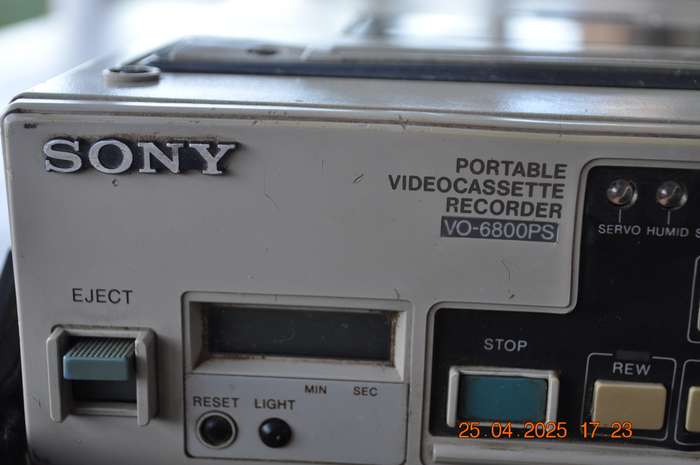 SONY
PORTABLE
VIDEOCASSETTE
RECORDER
VO-6800PS
SERVO HUMID S
EJECT
STOP
REW
MIN SEC
RESET LIGHT
25 04 2025 17 23